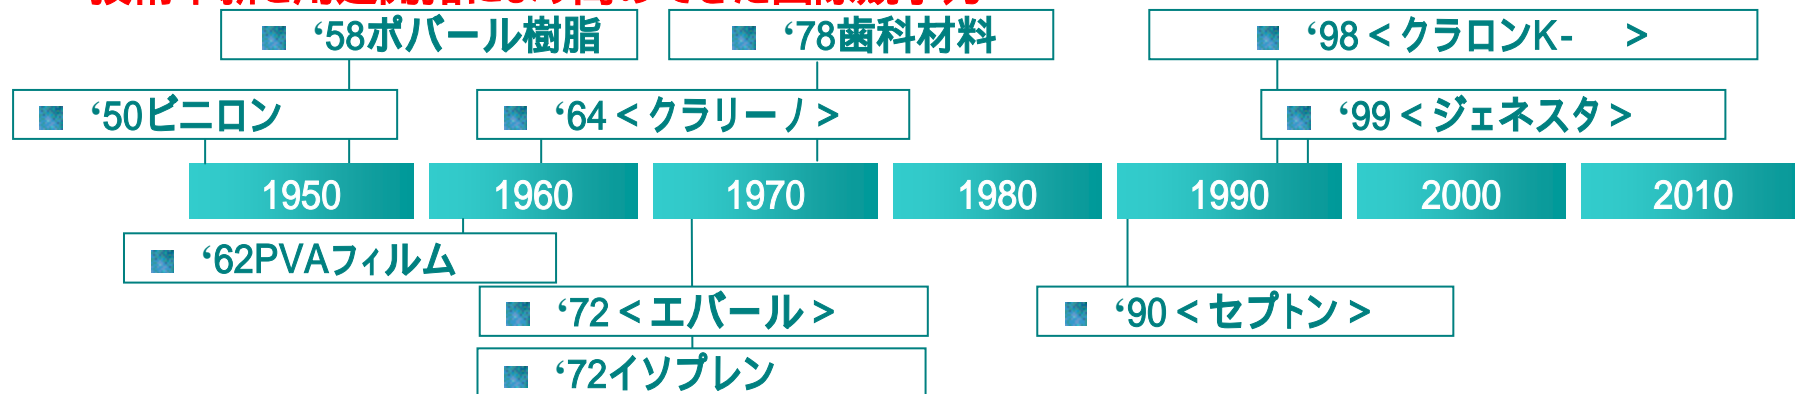 ‘58ポバール樹脂
‘78歯科材料
‘98＜クラロンK- ＞
‘50ビニロン
‘64＜クラリーノ＞
‘99＜ジェネスタ＞
1950 1960 1970 1980 1990 2000 2010
‘62PVAフィルム
‘72＜エバール＞
‘90＜セプトン＞
‘72イソプレン